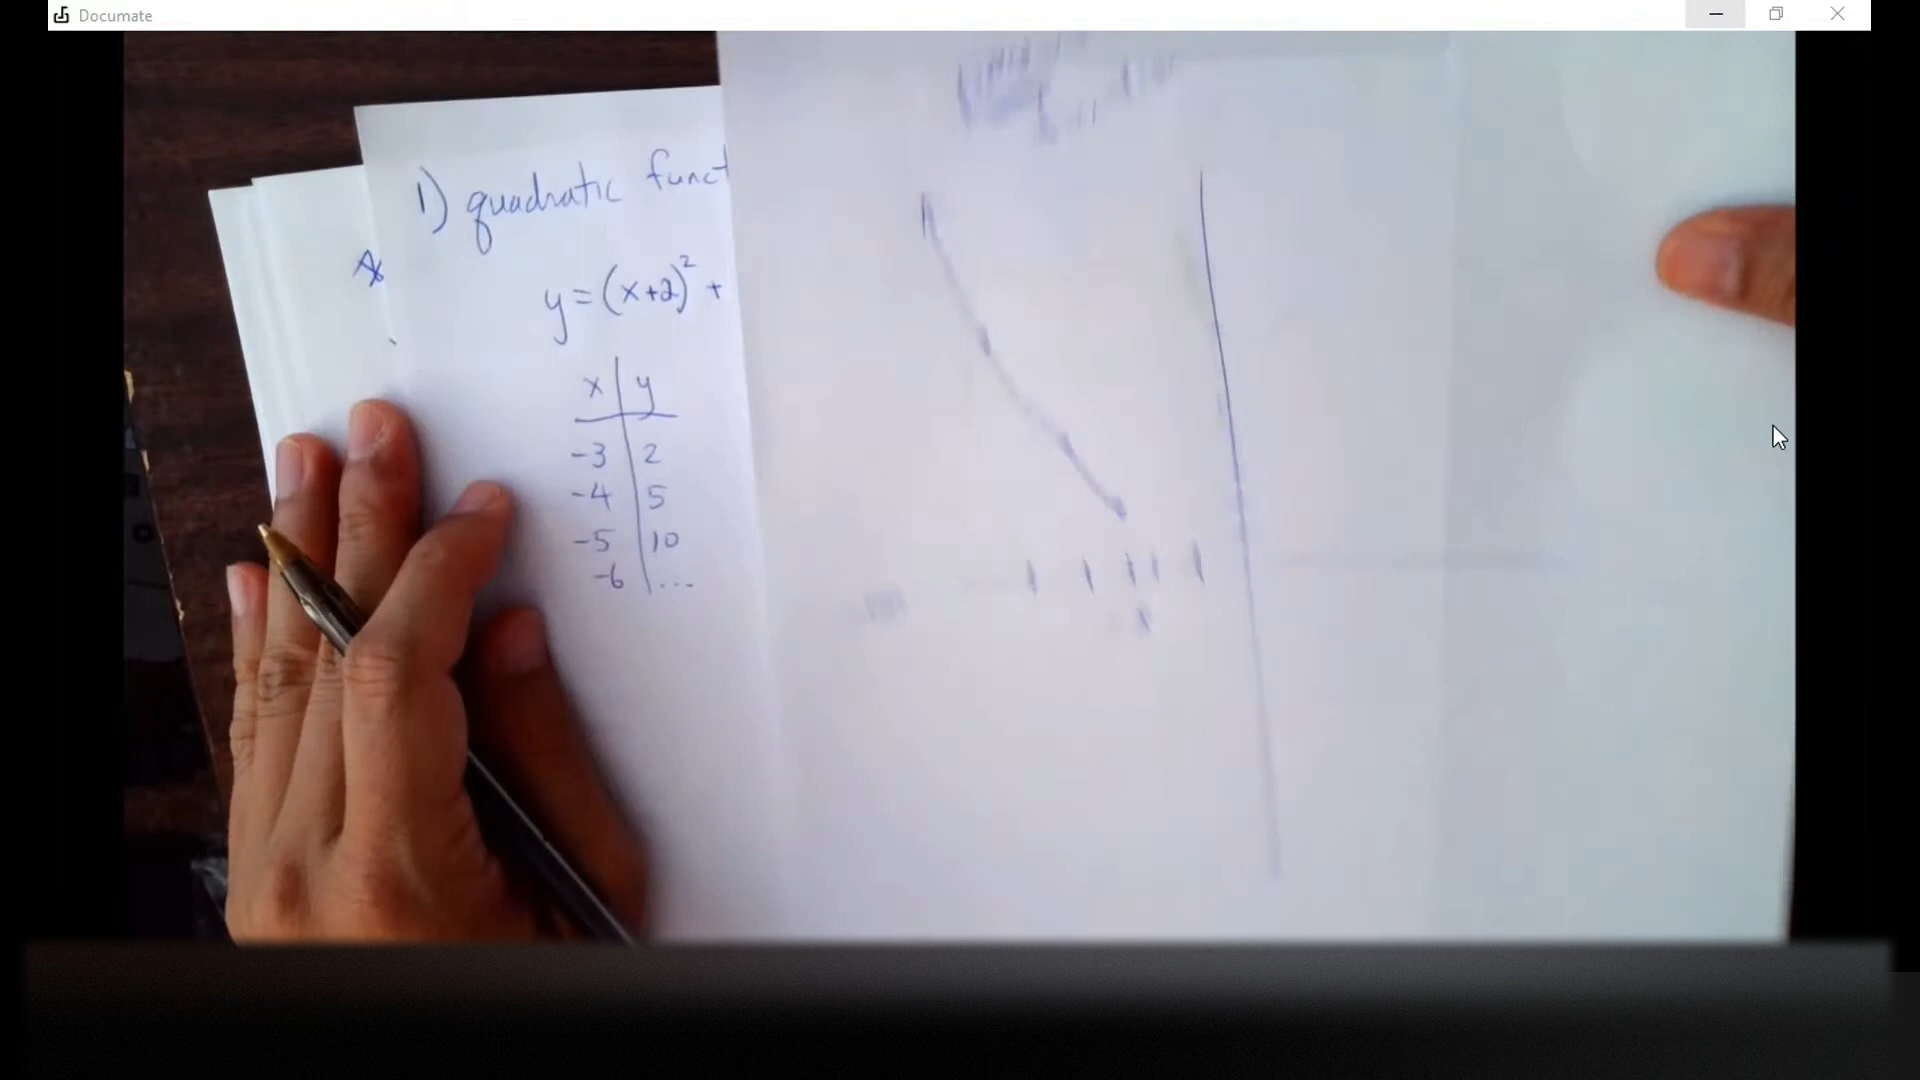 Documate
1) quadratic funct
y = (x+2)² +
x | y
-3 | 2
-4 | 5
-5 | 10
-6 | ...